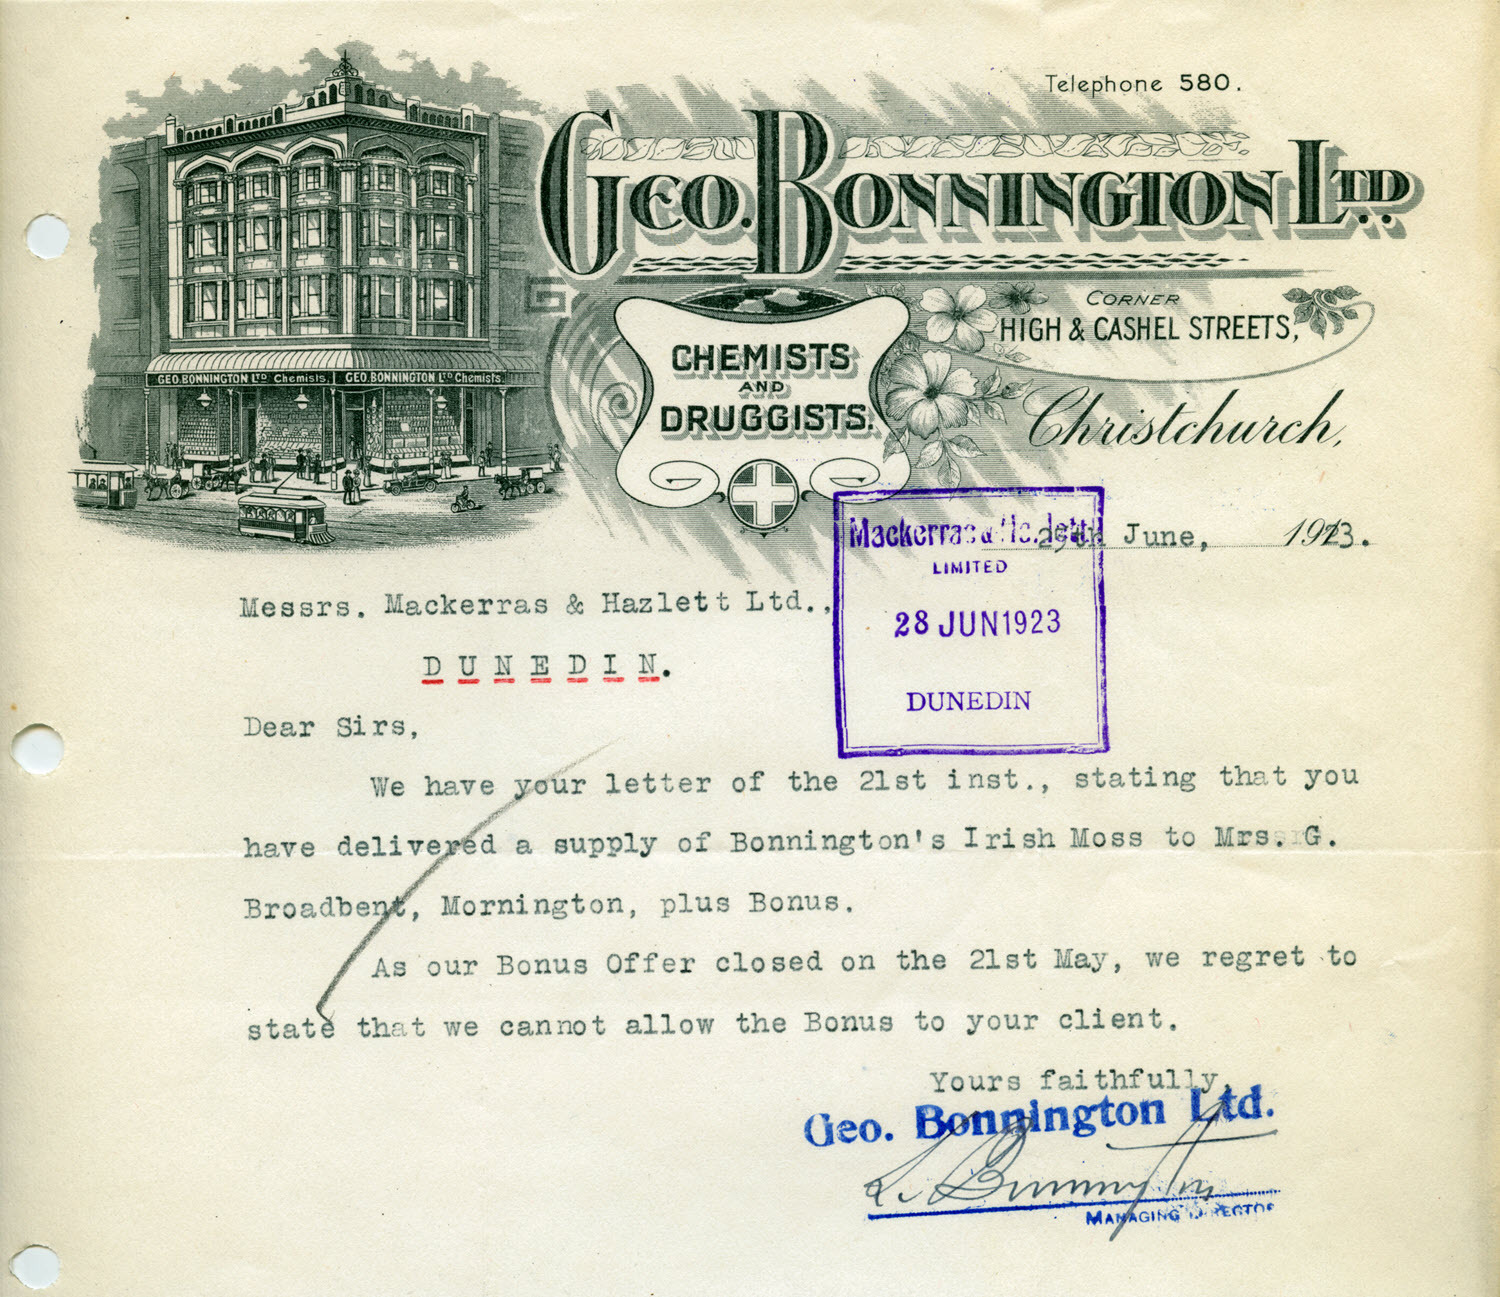 Telephone 580.
GEO. BONNINGTON LTD.
CORNER
HIGH & CASHEL STREETS,
CHEMISTS
AND
DRUGGISTS.
Christchurch,
GEO. BONNINGTON LTD Chemists. GEO. BONNINGTON LTD Chemists.
June, 1923.
Mackerras & Hazlett
LIMITED
28 JUN 1923
DUNEDIN
Messrs. Mackerras & Hazlett Ltd.,
DUNEDIN.
Dear Sirs,
We have your letter of the 21st inst., stating that you
have delivered a supply of Bonnington's Irish Moss to Mrs. G.
Broadbent, Mornington, plus Bonus.
As our Bonus Offer closed on the 21st May, we regret to
state that we cannot allow the Bonus to your client.
Yours faithfully,
Geo. Bonnington Ltd.
Bonnington
MANAGING DIRECTOR